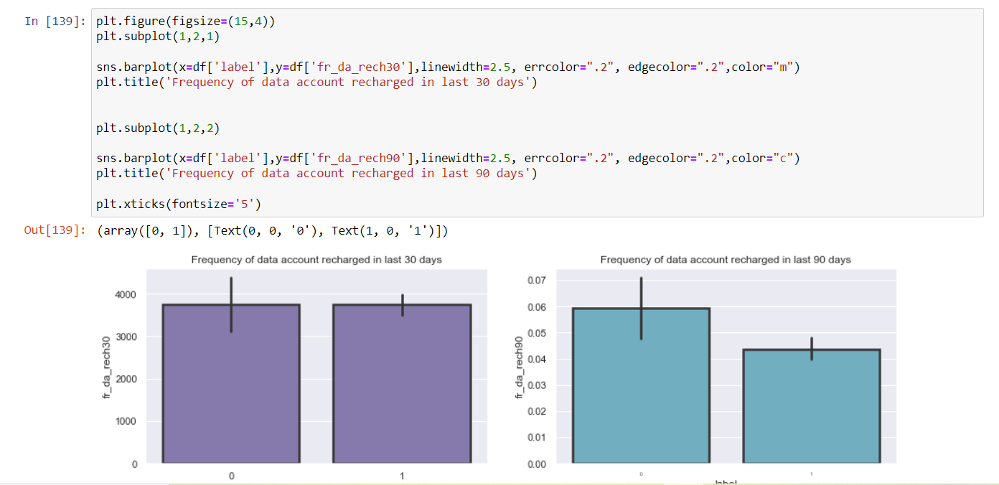 In [139]:
plt.figure(figsize=(15,4))
plt.subplot(1,2,1)
sns.barplot(x=df['label'],y=df['fr_da_rech30'],linewidth=2.5, errcolor=".2", edgecolor=".2",color="m")
plt.title('Frequency of data account recharged in last 30 days')
plt.subplot(1,2,2)
sns.barplot(x=df['label'],y=df['fr_da_rech90'],linewidth=2.5, errcolor=".2", edgecolor=".2",color="c")
plt.title('Frequency of data account recharged in last 90 days')
plt.xticks(fontsize='5')
Out[139]:
(array([0, 1]), [Text(0, 0, '0'), Text(1, 0, '1')])
Frequency of data account recharged in last 30 days
4000
3000
2000
1000
0
fr_da_rech30
0
1
Frequency of data account recharged in last 90 days
0.07
0.06
0.05
0.04
0.03
0.02
0.01
0.00
fr_da_rech90
0
1
label